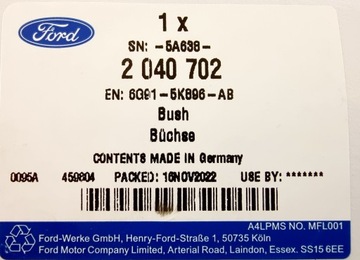 Ford
1 x
SN: -5A638-
2 040 702
EN: 6G91-5K896-AB
Bush
Büchse
CONTENTS MADE IN Germany
0095A 459804 PACKED: 16NOV2022 USE BY: *******
A4LPMS NO. MFL001
Ford-Werke GmbH, Henry-Ford-Straße 1, 50735 Köln
Ford Motor Company Limited, Arterial Road, Laindon, Essex. SS15 6EE